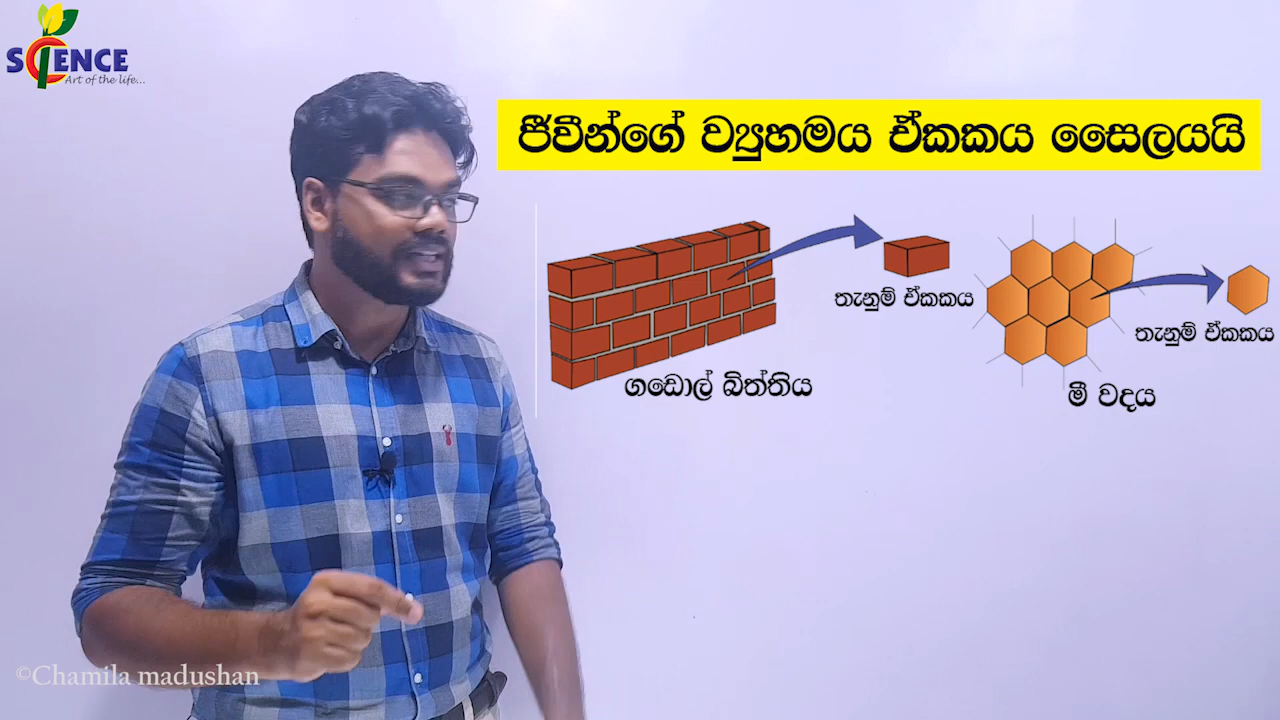 SCIENCE
Art of the life...
ජීවීන්ගේ ව්‍යුහමය ඒකකය සෛලයයි
තැනුම් ඒකකය
තැනුම් ඒකකය
ගඩොල් බිත්තිය
මී වදය
©Chamila madushan